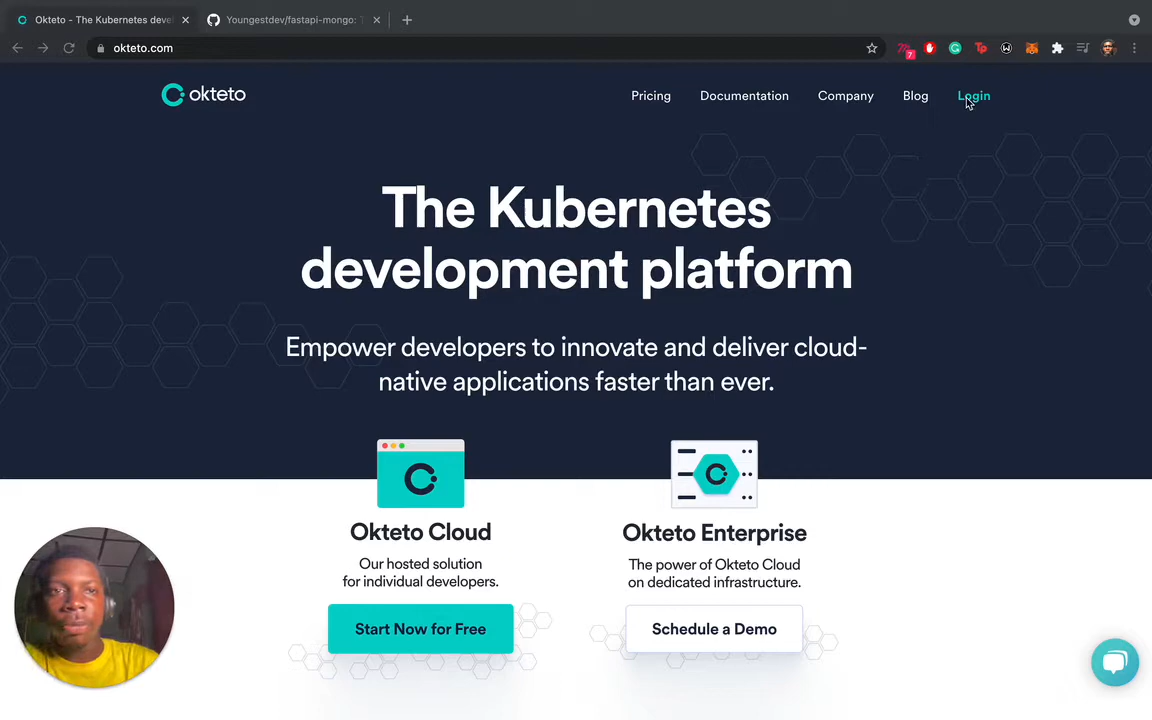 Okteto - The Kubernetes deve
Youngestdev/fastapi-mongo:
okteto.com
7
okteto
Pricing
Documentation
Company
Blog
Login
The Kubernetes
development platform
Empower developers to innovate and deliver cloud-
native applications faster than ever.
Okteto Cloud
Our hosted solution
for individual developers.
Start Now for Free
Okteto Enterprise
The power of Okteto Cloud
on dedicated infrastructure.
Schedule a Demo